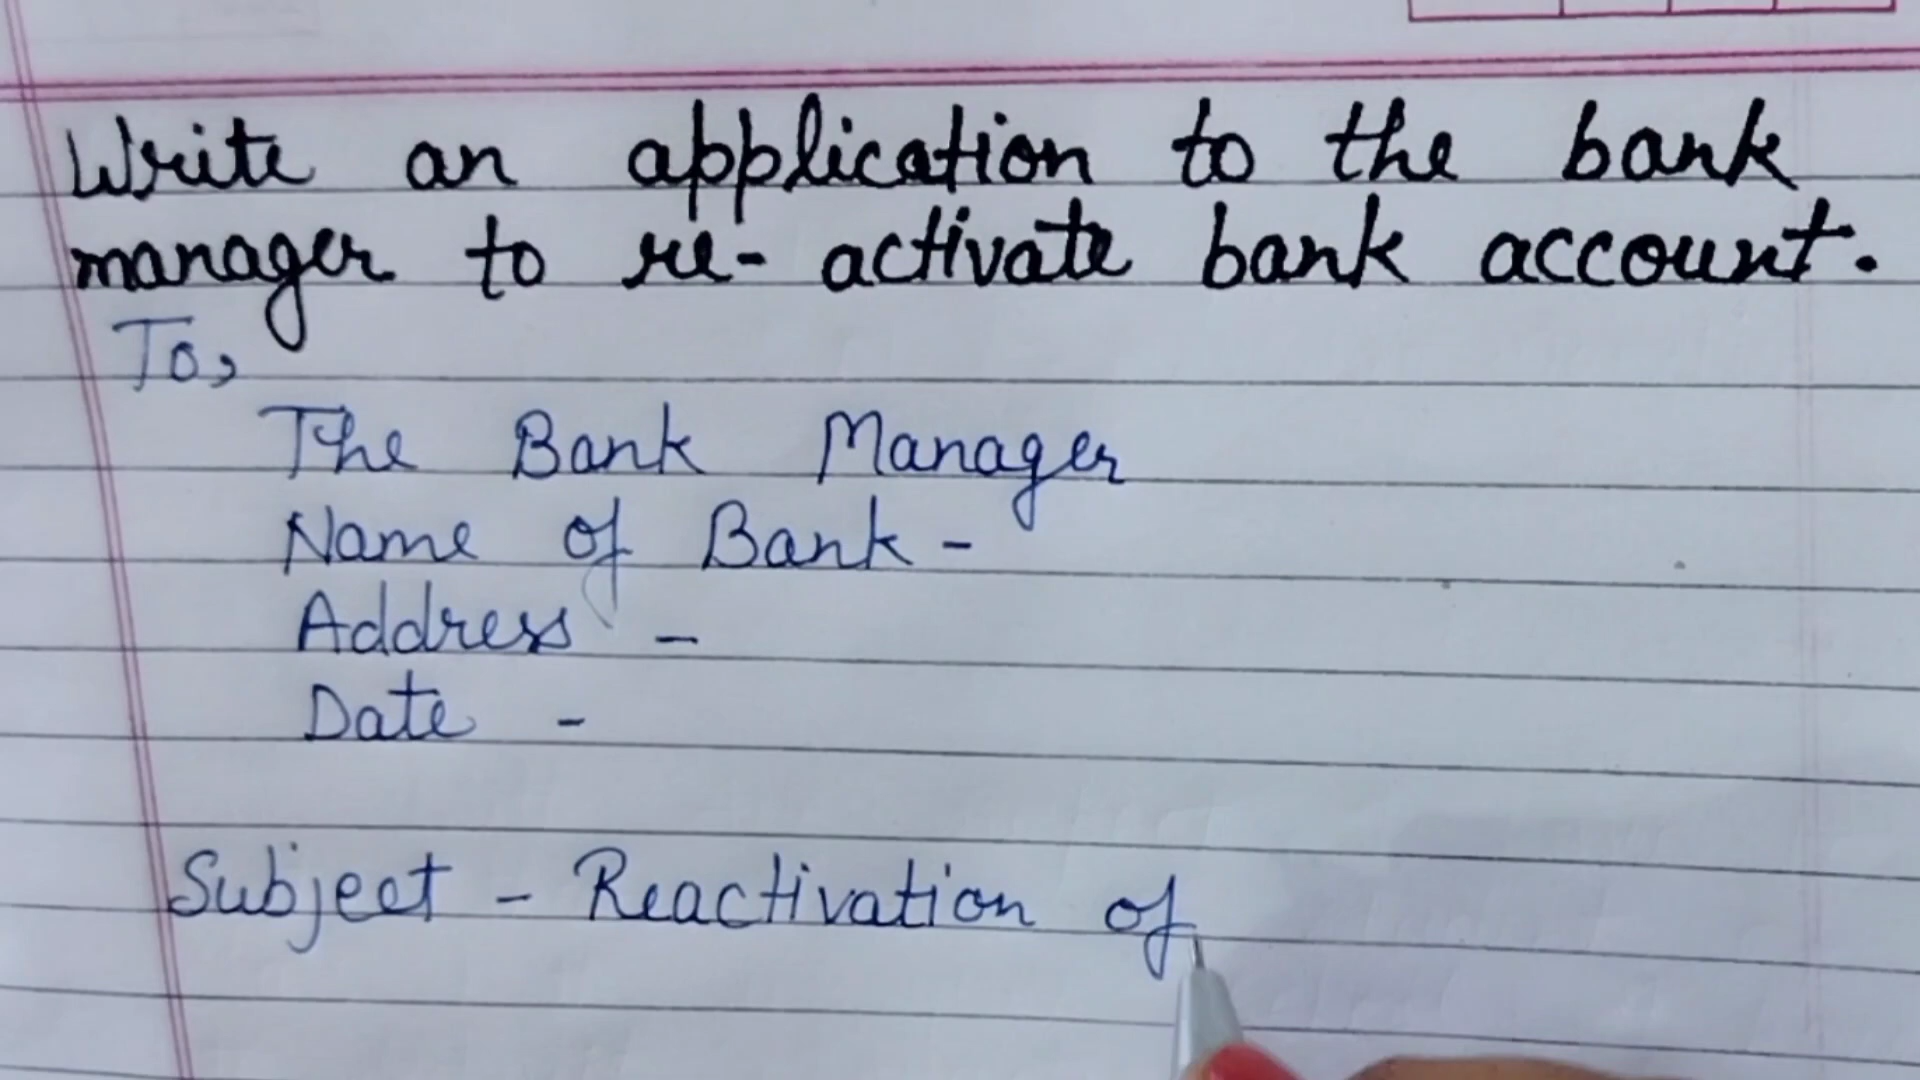 Write an application to the bank
manager to re-activate bank account.
To,
The Bank Manager
Name of Bank -
Address -
Date -
Subject - Reactivation of